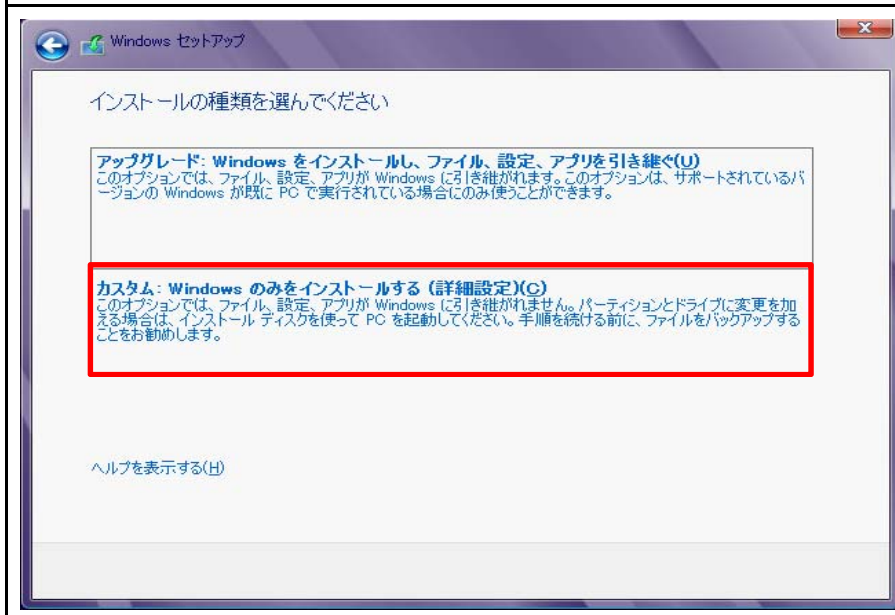 Windows セットアップ
インストールの種類を選んでください
アップグレード: Windows をインストールし、ファイル、設定、アプリを引き継ぐ(U)
このオプションでは、ファイル、設定、アプリが Windows に引き継がれます。このオプションは、サポートされているバ
ージョンの Windows が既に PC で実行されている場合にのみ使うことができます。
カスタム: Windows のみをインストールする (詳細設定)(C)
このオプションでは、ファイル、設定、アプリが Windows に引き継がれません。パーティションとドライブに変更を加
える場合は、インストール ディスクを使って PC を起動してください。手順を続ける前に、ファイルをバックアップする
ことをお勧めします。
ヘルプを表示する(H)